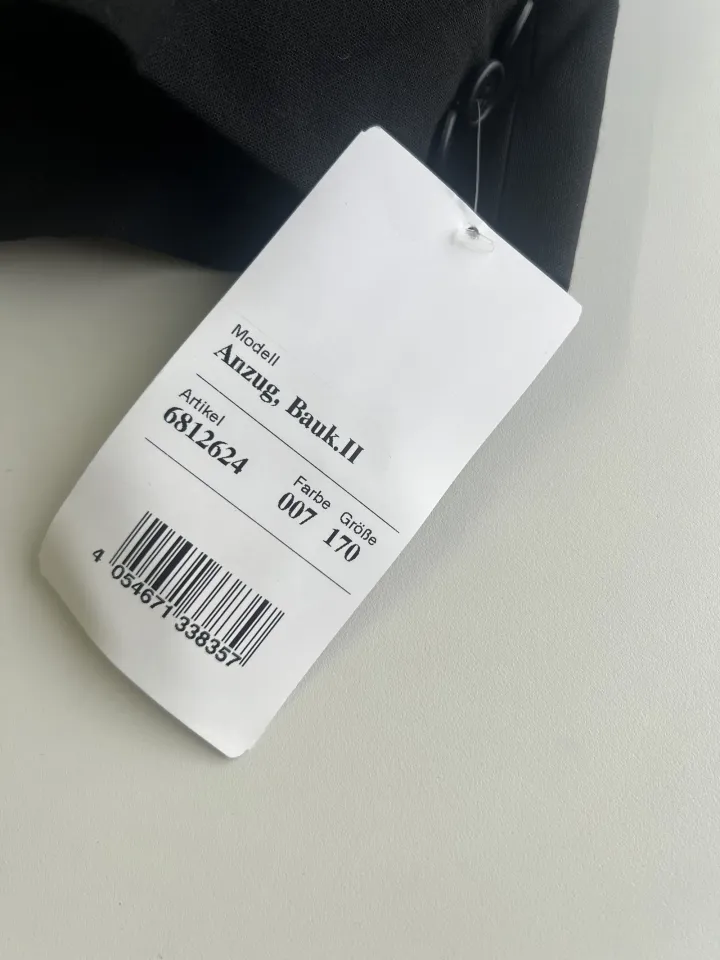 Modell
Anzug, Bauk.II
Artikel Farbe Größe
6812624 007 170
4 054671 338357